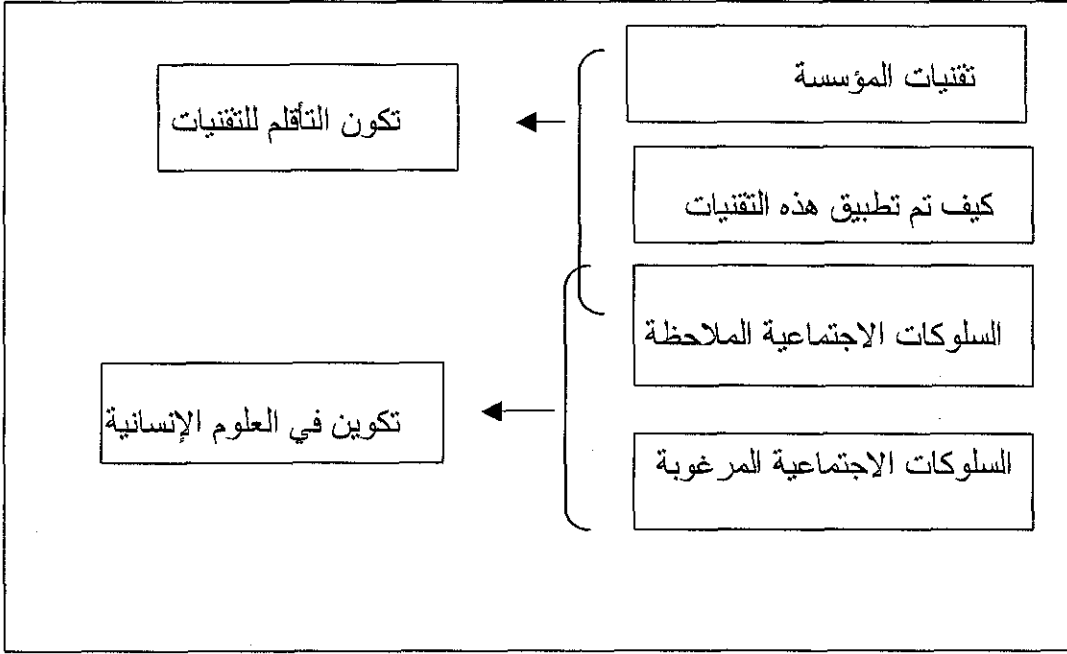 تقنيات المؤسسة
تكون التأقلم للتقنيات
كيف تم تطبيق هذه التقنيات
السلوكات الاجتماعية الملاحظة
تكوين في العلوم الإنسانية
السلوكات الاجتماعية المرغوبة